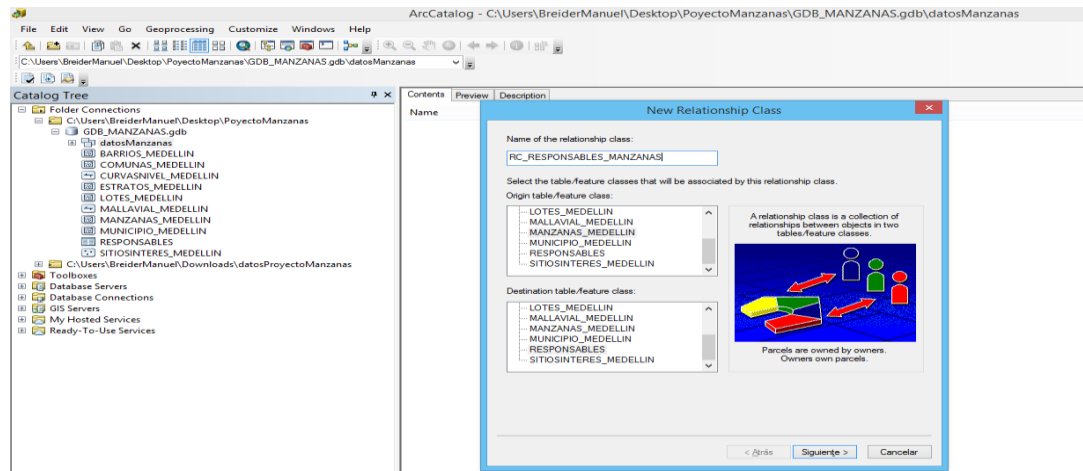 ArcCatalog - C:\Users\BreiderManuel\Desktop\PoyectoManzanas\GDB_MANZANAS.gdb\datosManzanas
File Edit View Go Geoprocessing Customize Windows Help
C:\Users\BreiderManuel\Desktop\PoyectoManzanas\GDB_MANZANAS.gdb\datosManzanas
Catalog Tree
Folder Connections
C:\Users\BreiderManuel\Desktop\PoyectoManzanas
GDB_MANZANAS.gdb
datosManzanas
BARRIOS_MEDELLIN
COMUNAS_MEDELLIN
CURVASNIVEL_MEDELLIN
ESTRATOS_MEDELLIN
LOTES_MEDELLIN
MALLAVIAL_MEDELLIN
MANZANAS_MEDELLIN
MUNICIPIO_MEDELLIN
RESPONSABLES
SITIOSINTERES_MEDELLIN
C:\Users\BreiderManuel\Downloads\datosProyectoManzanas
Toolboxes
Database Servers
Database Connections
GIS Servers
My Hosted Services
Ready-To-Use Services
Contents Preview Description
Name
New Relationship Class
Name of the relationship class:
RC_RESPONSABLES_MANZANAS
Select the table/feature classes that will be associated by this relationship class.
Origin table/feature class:
LOTES_MEDELLIN
MALLAVIAL_MEDELLIN
MANZANAS_MEDELLIN
MUNICIPIO_MEDELLIN
RESPONSABLES
SITIOSINTERES_MEDELLIN
Destination table/feature class:
LOTES_MEDELLIN
MALLAVIAL_MEDELLIN
MANZANAS_MEDELLIN
MUNICIPIO_MEDELLIN
RESPONSABLES
SITIOSINTERES_MEDELLIN
A relationship class is a collection of
relationships between objects in two
tables/feature classes.
Parcels are owned by owners.
Owners own parcels.
< Atrás Siguiente > Cancelar